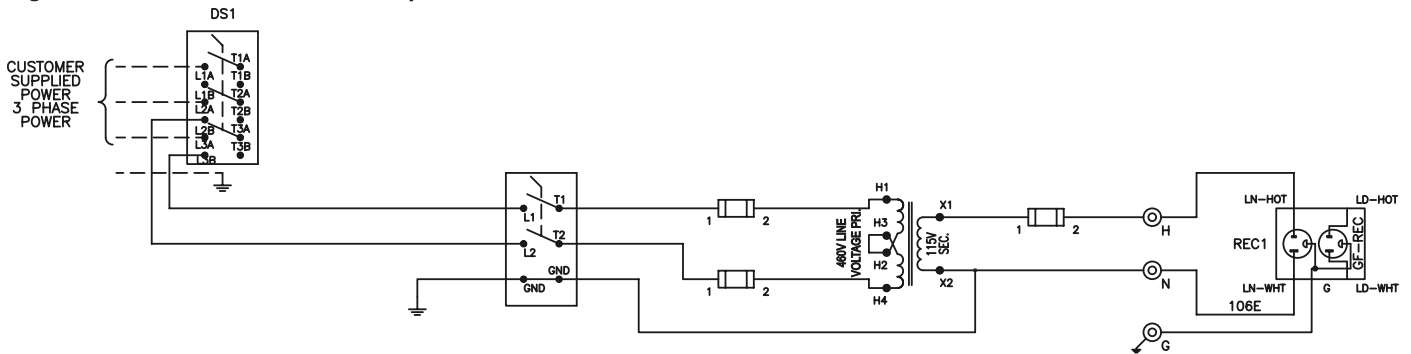 DS1
CUSTOMER
SUPPLIED
POWER
3 PHASE
POWER
T1A
L1A
T1B
L1B
T2A
L2A
T2B
L2B
T3A
L3A
T3B
L3B
T1
L1
T2
L2
GND
GND
1
2
1
2
H1
H3
H2
H4
460V LINE
VOLTAGE PRI.
X1
115V
SEC.
X2
1
2
H
N
G
LN-HOT
LD-HOT
REC1
GF-REC
LN-WHT
G
LD-WHT
106E